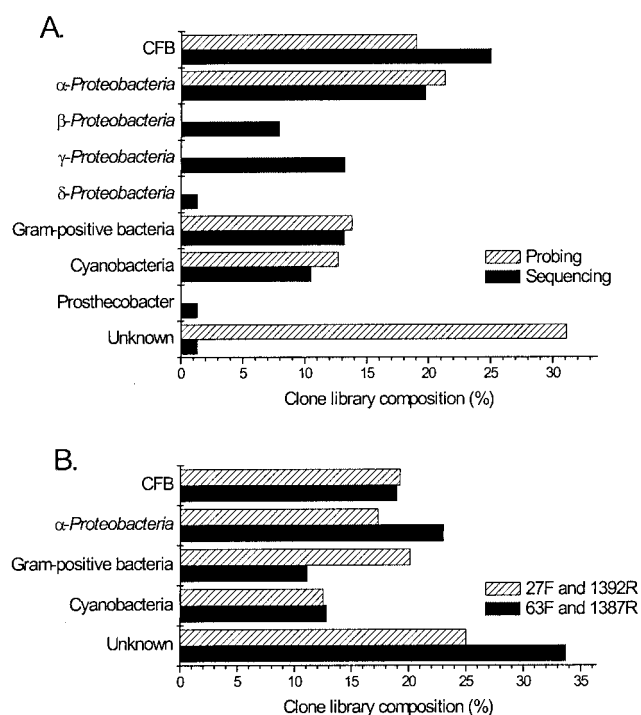 A.
CFB
α-Proteobacteria
β-Proteobacteria
γ-Proteobacteria
δ-Proteobacteria
Gram-positive bacteria
Cyanobacteria
Prosthecobacter
Unknown
Probing
Sequencing
0 5 10 15 20 25 30
Clone library composition (%)
B.
CFB
α-Proteobacteria
Gram-positive bacteria
Cyanobacteria
Unknown
27F and 1392R
63F and 1387R
0 5 10 15 20 25 30 35
Clone library composition (%)